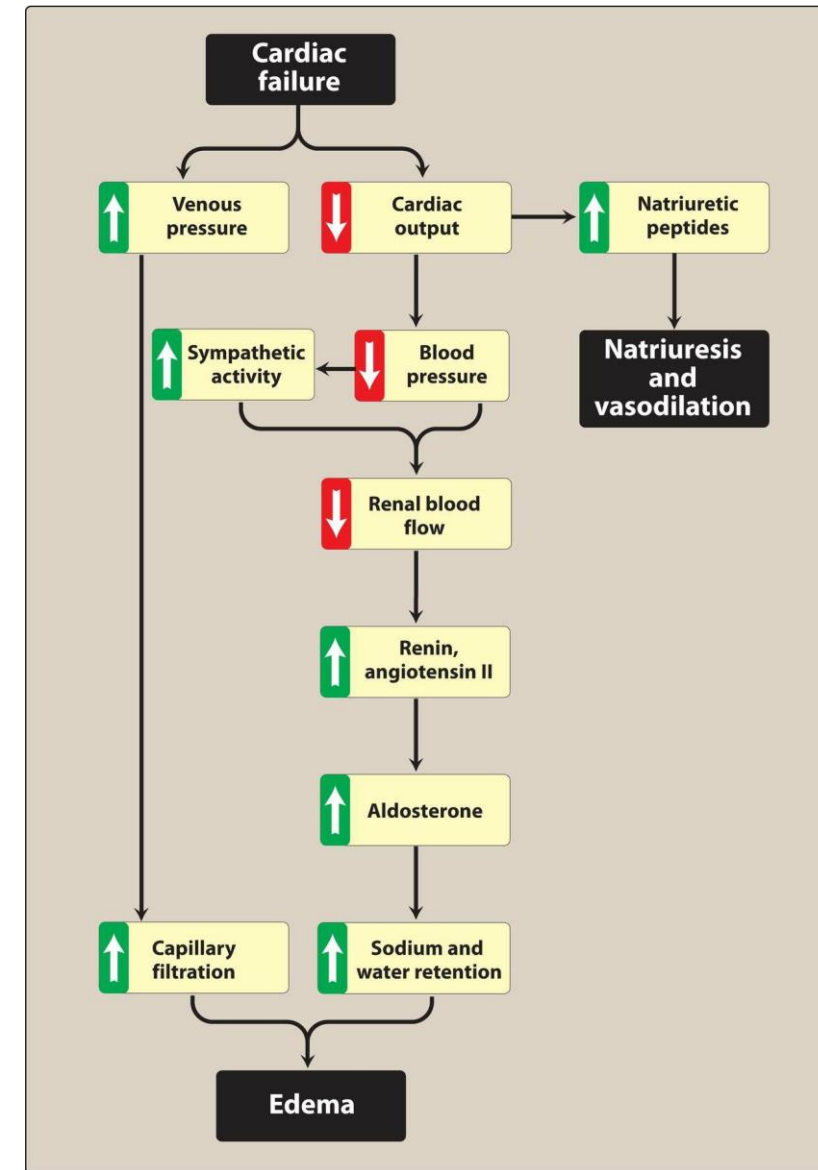 Cardiac
failure
Venous
pressure
Cardiac
output
Natriuretic
peptides
Sympathetic
activity
Blood
pressure
Natriuresis
and
vasodilation
Renal blood
flow
Renin,
angiotensin II
Aldosterone
Capillary
filtration
Sodium and
water retention
Edema